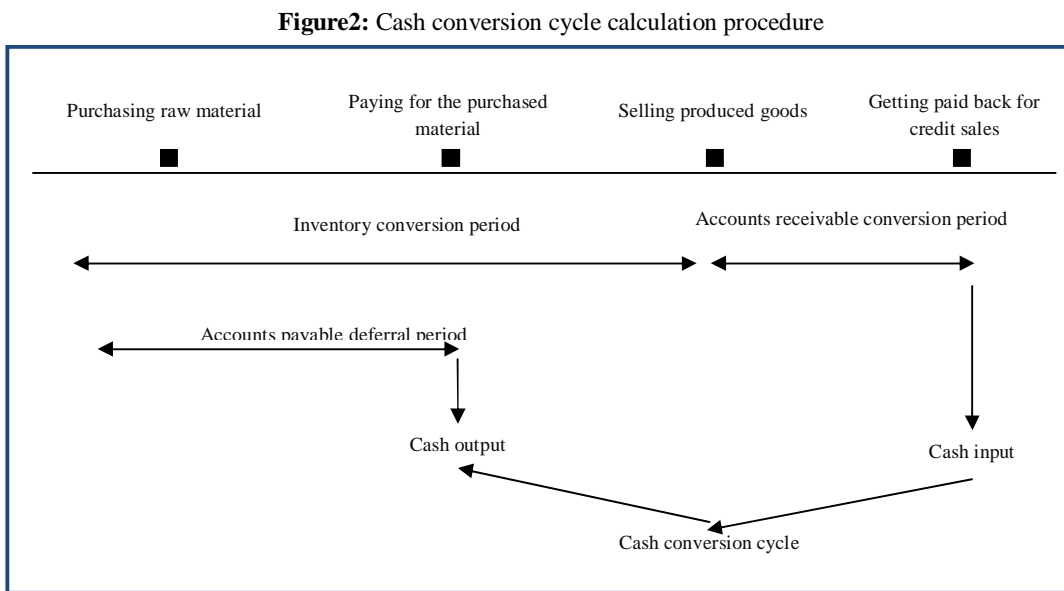 Figure2: Cash conversion cycle calculation procedure
Purchasing raw material
Paying for the purchased
material
Selling produced goods
Getting paid back for
credit sales
Inventory conversion period
Accounts receivable conversion period
Accounts payable deferral period
Cash output
Cash input
Cash conversion cycle